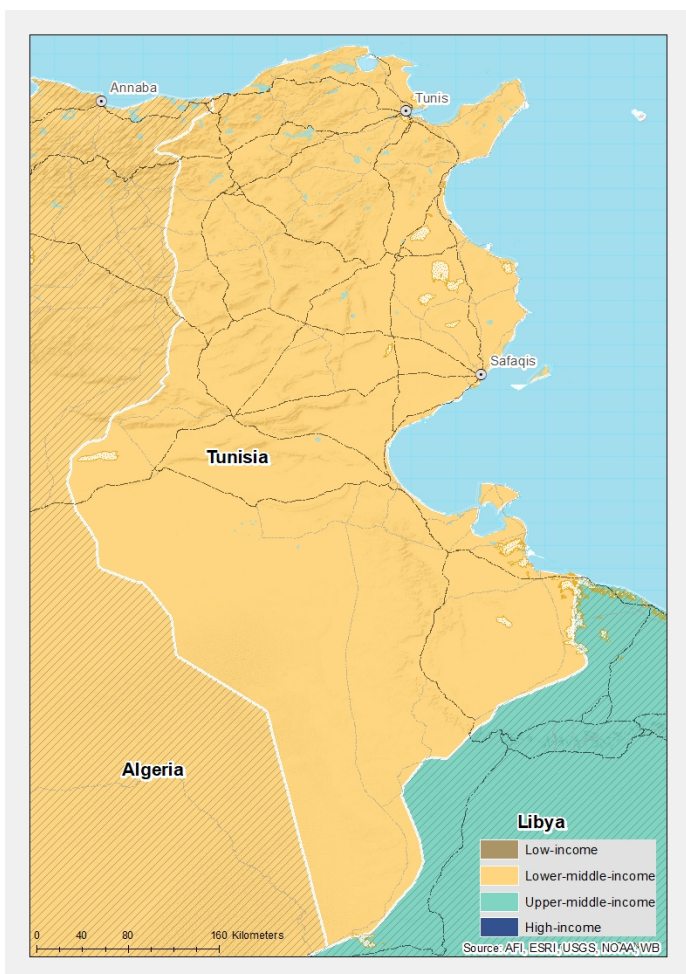 Annaba
Tunis
Safaqis
Tunisia
Algeria
Libya
Low-income
Lower-middle-income
Upper-middle-income
High-income
0 40 80 160 Kilometers
Source: AFI, ESRI, USGS, NOAA, WB